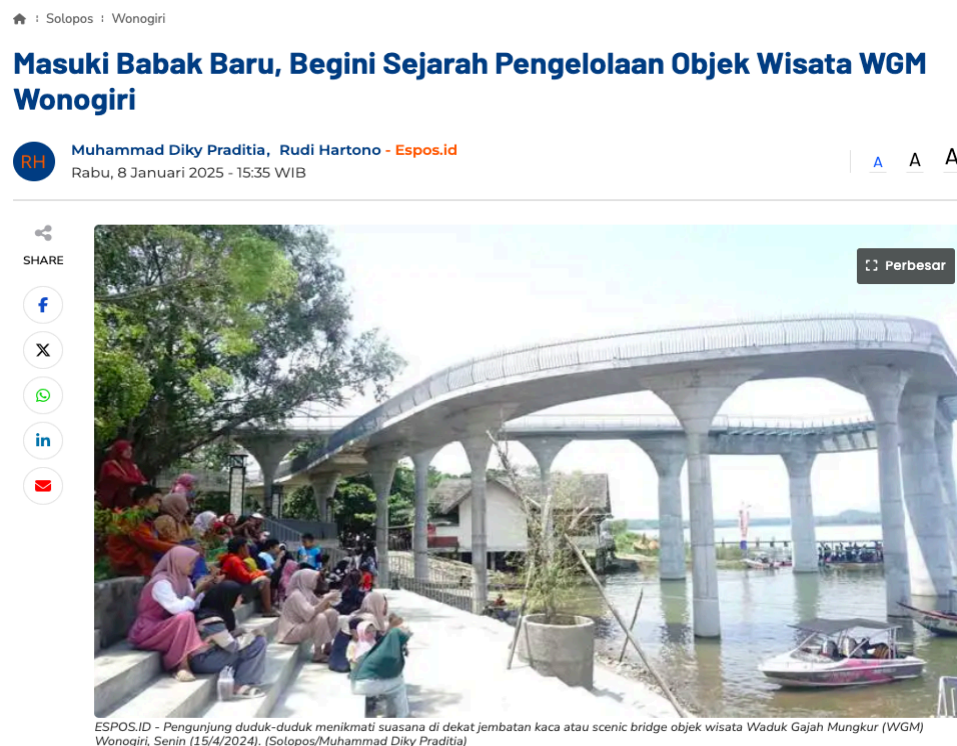 Solopos : Wonogiri
Masuki Babak Baru, Begini Sejarah Pengelolaan Objek Wisata WGM
Wonogiri
RH
Muhammad Diky Praditia, Rudi Hartono - Espos.id
Rabu, 8 Januari 2025 - 15:35 WIB
A A A
SHARE
Perbesar
ESPOS.ID - Pengunjung duduk-duduk menikmati suasana di dekat jembatan kaca atau scenic bridge objek wisata Waduk Gajah Mungkur (WGM)
Wonogiri, Senin (15/4/2024). (Solopos/Muhammad Diky Praditia)